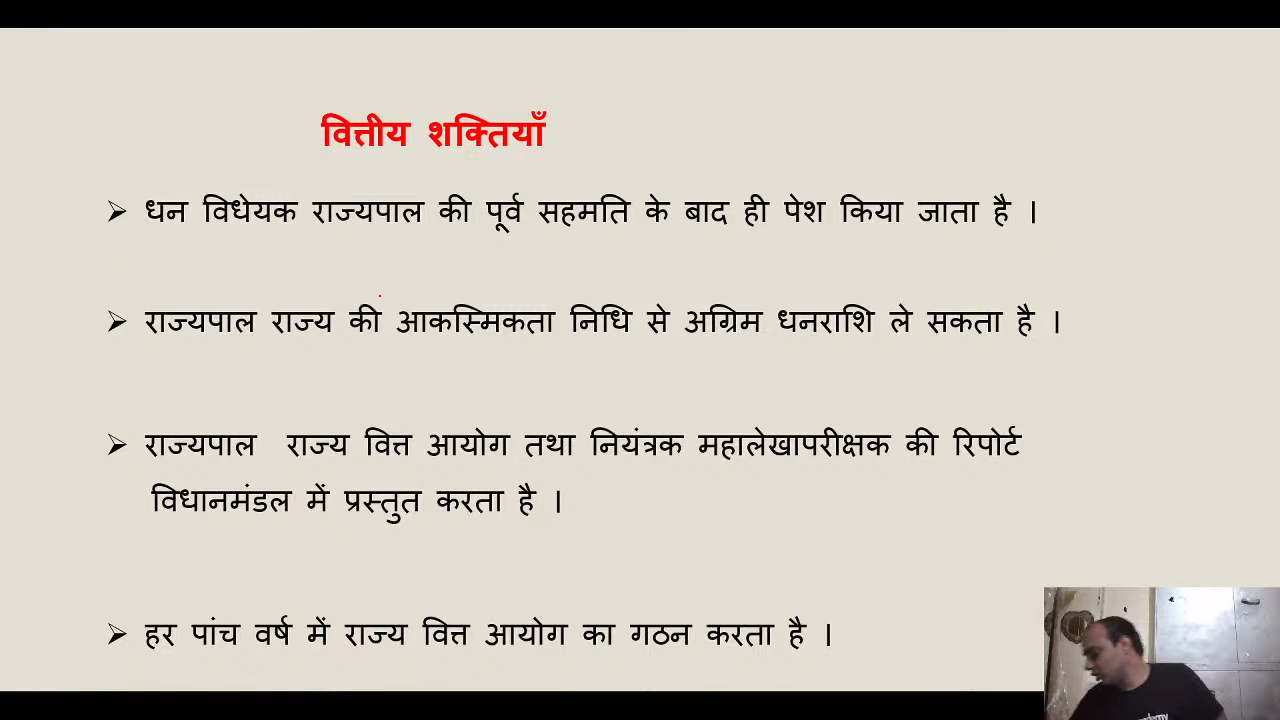 वित्तीय शक्तियाँ
➢ धन विधेयक राज्यपाल की पूर्व सहमति के बाद ही पेश किया जाता है ।
➢ राज्यपाल राज्य की आकस्मिकता निधि से अग्रिम धनराशि ले सकता है ।
➢ राज्यपाल राज्य वित्त आयोग तथा नियंत्रक महालेखापरीक्षक की रिपोर्ट
विधानमंडल में प्रस्तुत करता है ।
➢ हर पांच वर्ष में राज्य वित्त आयोग का गठन करता है ।